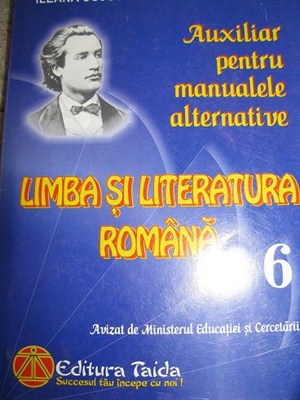 Auxiliar
pentru
manualele
alternative
LIMBA ȘI LITERATURA
ROMÂNĂ
6
Avizat de Ministerul Educației și Cercetării
Editura Taida
Succesul tău începe cu noi!